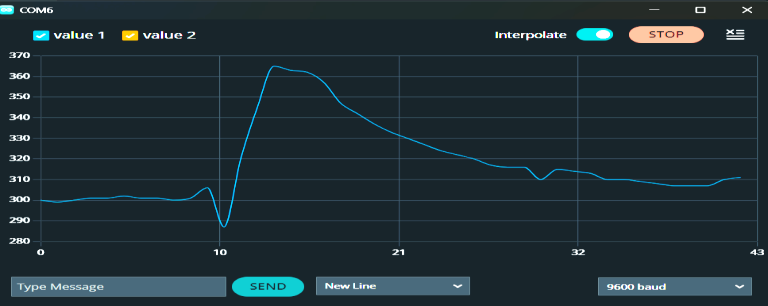 COM6
value 1 value 2 Interpolate STOP
370
360
350
340
330
320
310
300
290
280
0 10 21 32 43
Type Message SEND New Line 9600 baud